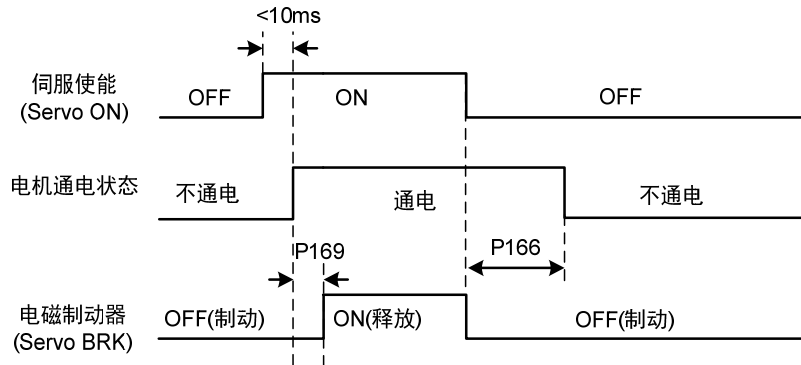 <10ms
伺服使能
(Servo ON)
OFF
ON
OFF
电机通电状态
不通电
通电
不通电
P169
P166
电磁制动器
(Servo BRK)
OFF(制动)
ON(释放)
OFF(制动)